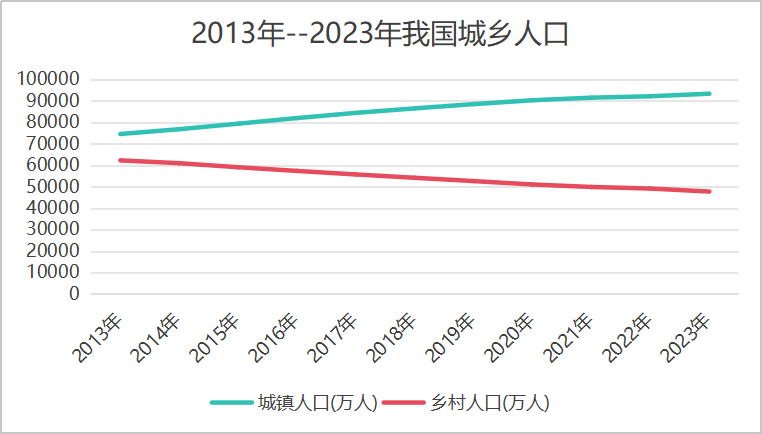 2013年--2023年我国城乡人口
100000
90000
80000
70000
60000
50000
40000
30000
20000
10000
0
2013年
2014年
2015年
2016年
2017年
2018年
2019年
2020年
2021年
2022年
2023年
城镇人口(万人) 乡村人口(万人)